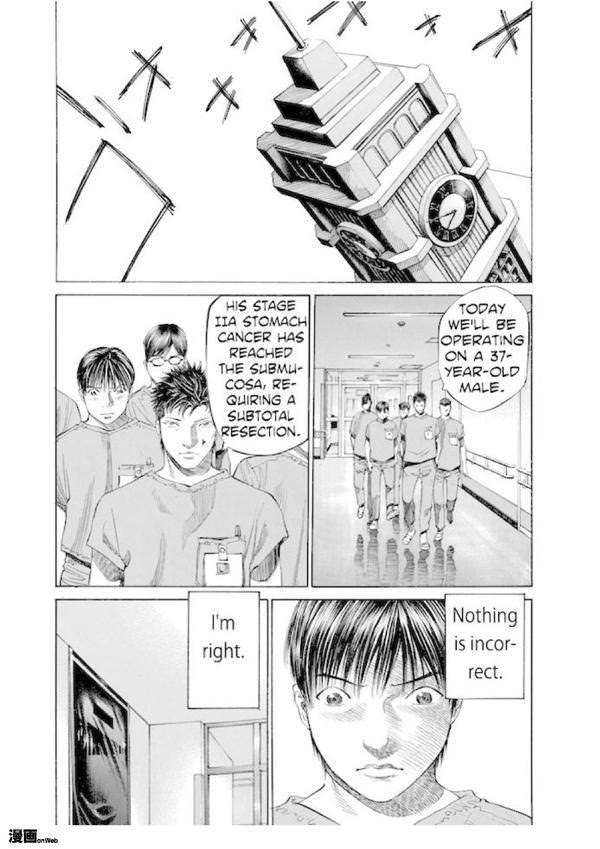 TODAY
WE'LL BE
OPERATING
ON A 37-
YEAR-OLD
MALE.
HIS STAGE
IIA STOMACH
CANCER HAS
REACHED
THE SUBMU-
COSA, RE-
QUIRING A
SUBTOTAL
RESECTION.
Nothing
is incor-
rect.
I'm
right.
漫画onWeb